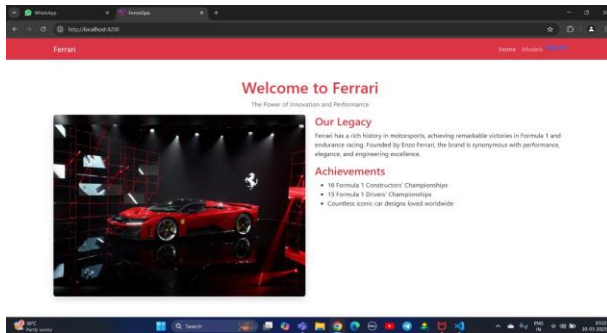 WhatsApp
FerrariSpa
http://localhost:4200
Ferrari
Home Models
Welcome to Ferrari
The Power of Innovation and Performance
Our Legacy
Ferrari has a rich history in motorsports, achieving remarkable victories in Formula 1 and
endurance racing. Founded by Enzo Ferrari, the brand is synonymous with performance,
elegance, and engineering excellence.
Achievements
16 Formula 1 Constructors' Championships
15 Formula 1 Drivers' Championships
Countless iconic car designs loved worldwide
Partly sunny
Search
ENG
IN